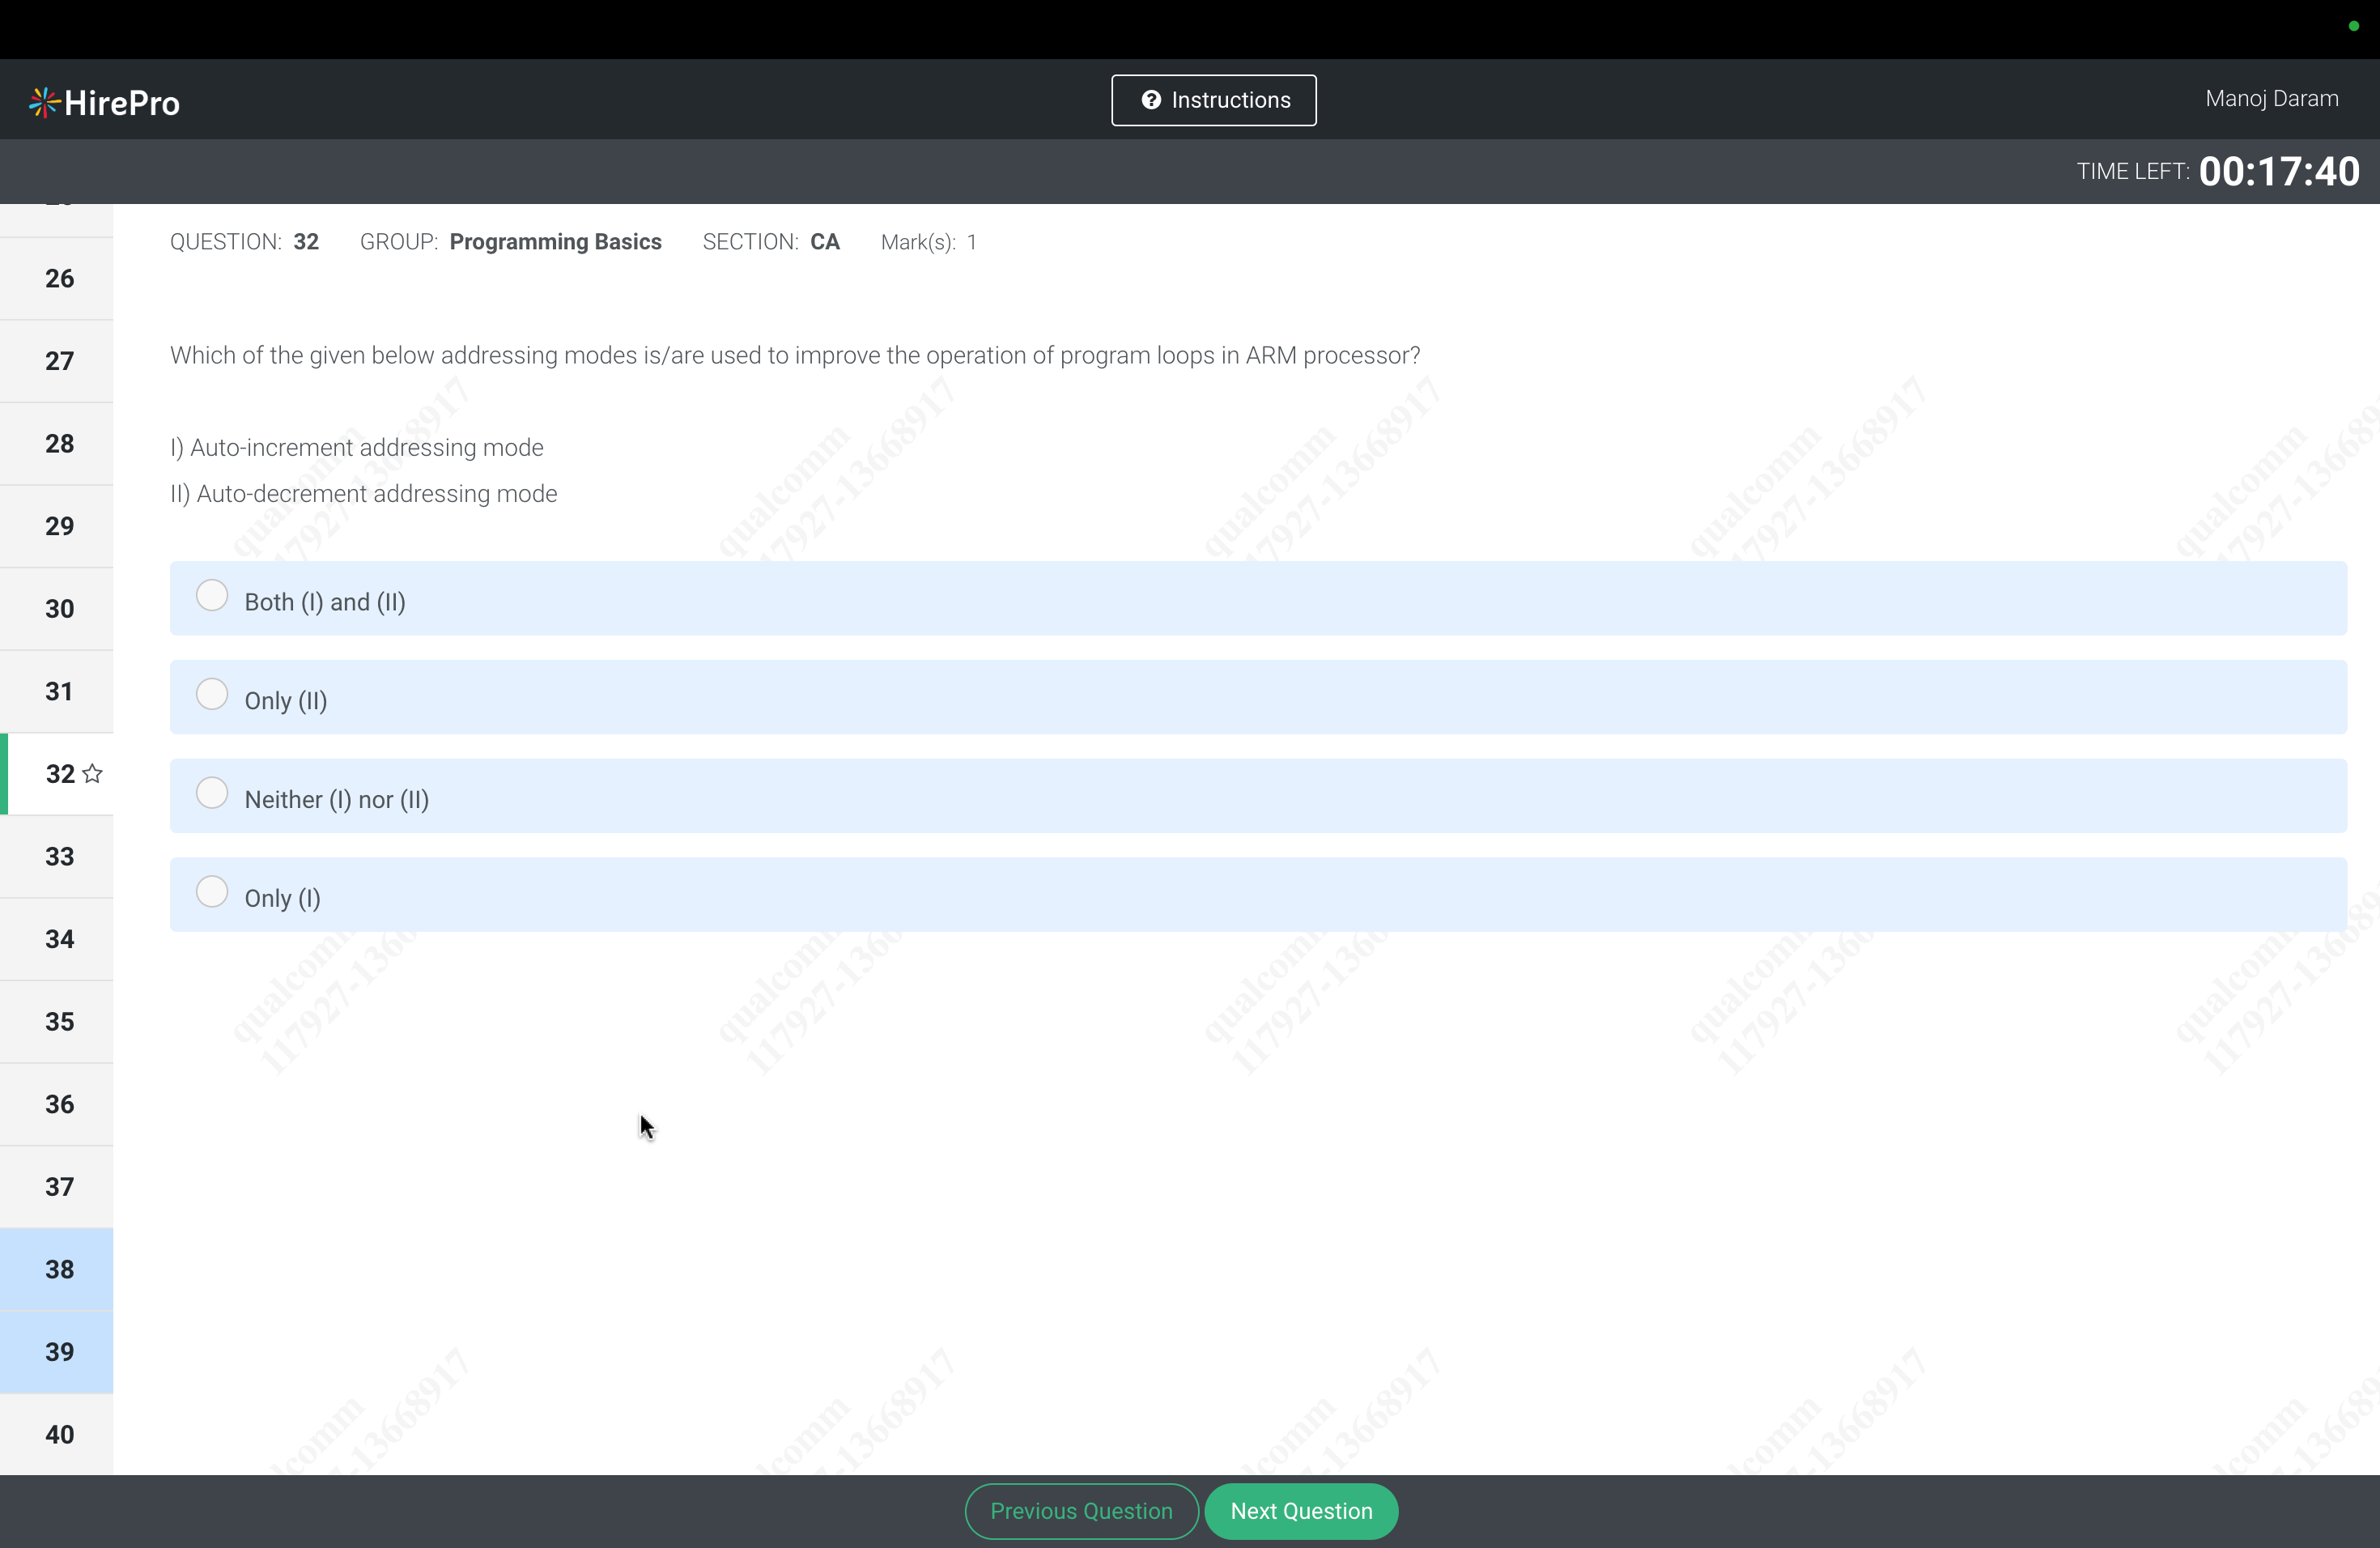 HirePro
Instructions
Manoj Daram
TIME LEFT: 00:17:40
QUESTION: 32 GROUP: Programming Basics SECTION: CA Mark(s): 1
26
27
28
29
30
31
32
33
34
35
36
37
38
39
40
Which of the given below addressing modes is/are used to improve the operation of program loops in ARM processor?
I) Auto-increment addressing mode
II) Auto-decrement addressing mode
Both (I) and (II)
Only (II)
Neither (I) nor (II)
Only (I)
qualcomm
117927-13668917
Previous Question
Next Question